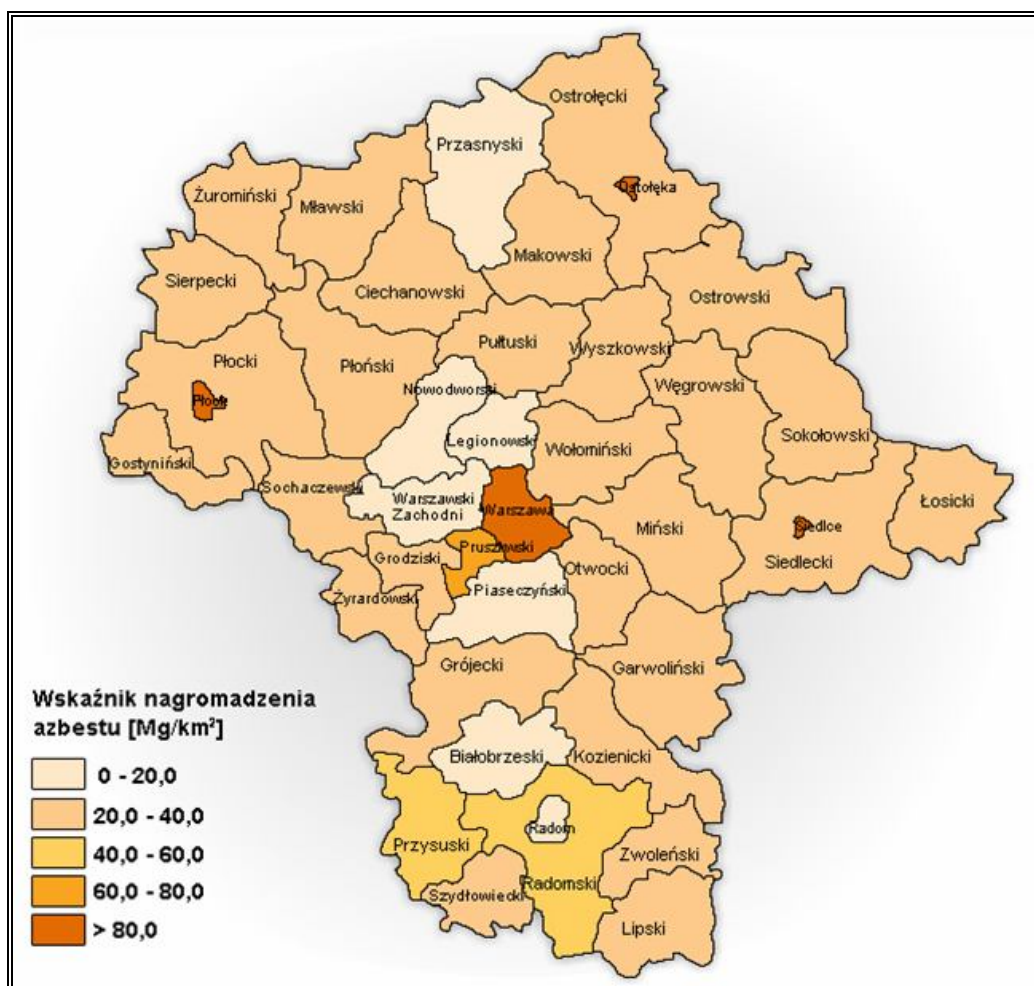 Ostrołęcki
Przasnyski
Ostołęka
Żuromiński
Mławski
Makowski
Sierpecki
Ciechanowski
Ostrowski
Pułtuski
Wyszkowski
Płocki
Płoński
Nowodworski
Węgrowski
Płock
Legionowski
Sokołowski
Gostyniński
Wołomiński
Sochaczewski
Warszawski
Zachodni
Warszawa
Łosicki
Miński
Siedlce
Pruszkwski
Grodziski
Otwocki
Siedlecki
Żyrardowski
Piaseczyński
Grójecki
Garwoliński
Wskaźnik nagromadzenia
azbestu [Mg/km²]
Białobrzeski
Kozienicki
0 - 20,0
20,0 - 40,0
Radom
40,0 - 60,0
Przysuski
Zwoleński
60,0 - 80,0
Radomski
Szydłowiecki
> 80,0
Lipski